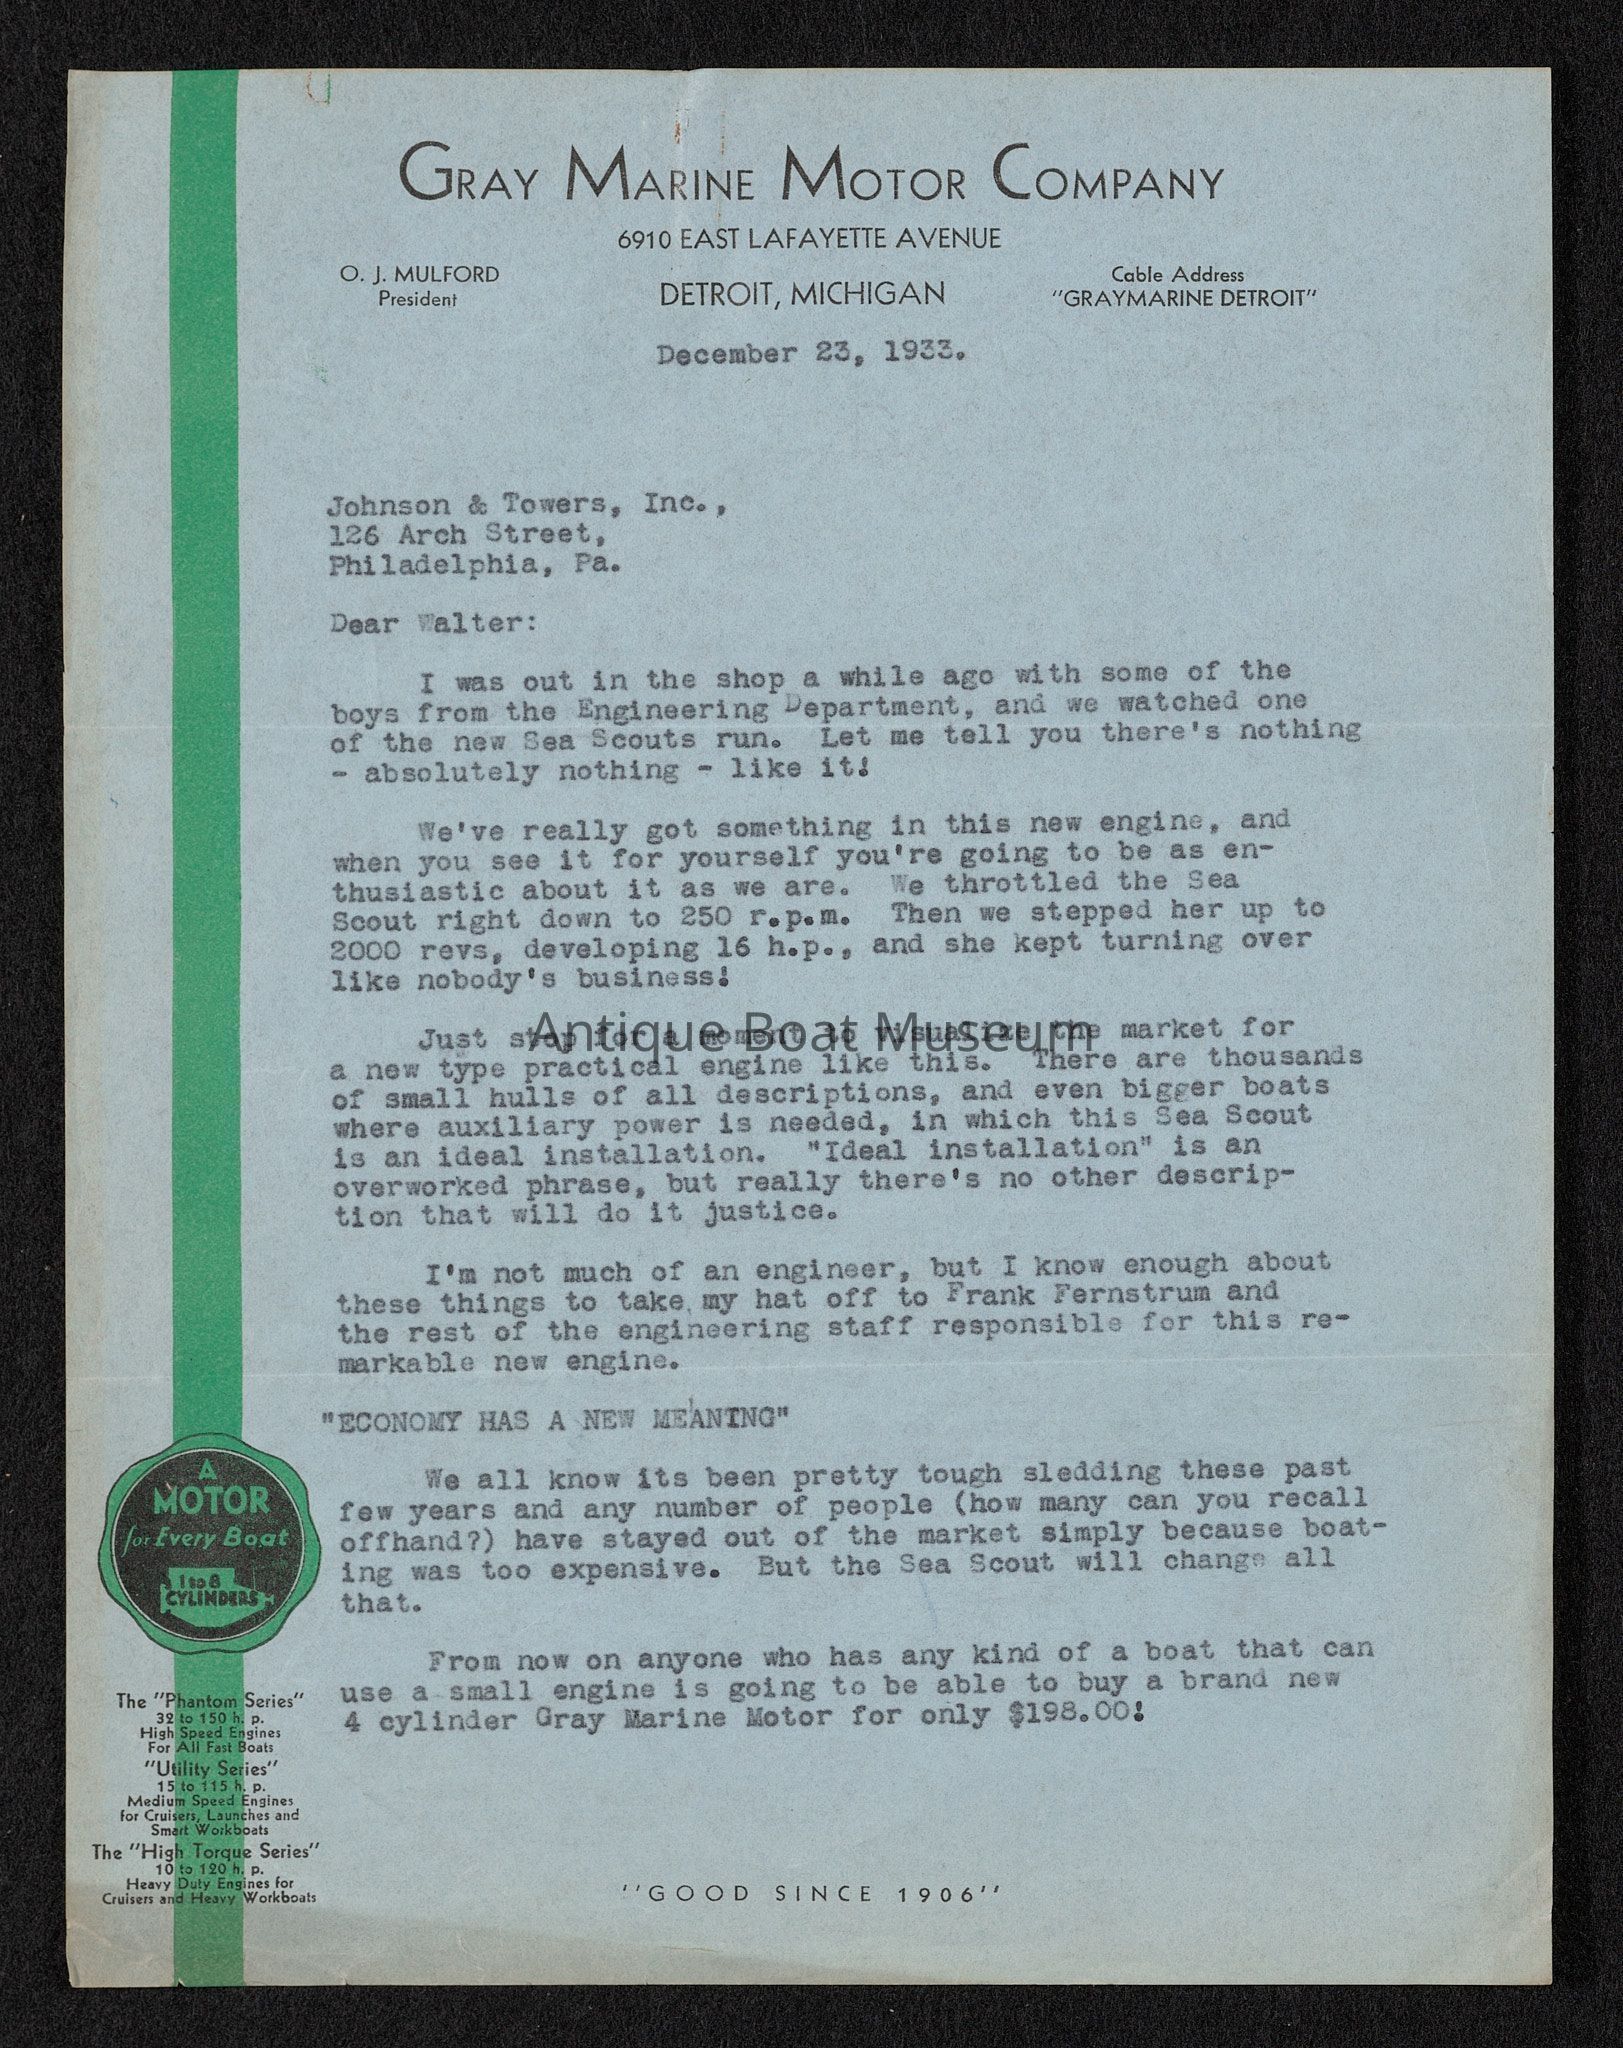 GRAY MARINE MOTOR COMPANY
6910 EAST LAFAYETTE AVENUE
O. J. MULFORD
President
DETROIT, MICHIGAN
Cable Address
"GRAYMARINE DETROIT"
December 23, 1933.
Johnson & Towers, Inc.,
126 Arch Street,
Philadelphia, Pa.
Dear Walter:
I was out in the shop a while ago with some of the
boys from the Engineering Department, and we watched one
of the new Sea Scouts run. Let me tell you there's nothing
- absolutely nothing - like it!
We've really got something in this new engine, and
when you see it for yourself you're going to be as en-
thusiastic about it as we are. We throttled the Sea
Scout right down to 250 r.p.m. Then we stepped her up to
2000 revs, developing 16 h.p., and she kept turning over
like nobody's business!
Just stop for a moment to visualize the market for
Antique Boat Museum
a new type practical engine like this. There are thousands
of small hulls of all descriptions, and even bigger boats
where auxiliary power is needed, in which this Sea Scout
is an ideal installation. "Ideal installation" is an
overworked phrase, but really there's no other descrip-
tion that will do it justice.
I'm not much of an engineer, but I know enough about
these things to take my hat off to Frank Fernstrum and
the rest of the engineering staff responsible for this re-
markable new engine.
"ECONOMY HAS A NEW MEANING"
We all know its been pretty tough sledding these past
few years and any number of people (how many can you recall
offhand?) have stayed out of the market simply because boat-
ing was too expensive. But the Sea Scout will change all
that.
From now on anyone who has any kind of a boat that can
use a small engine is going to be able to buy a brand new
4 cylinder Gray Marine Motor for only $198.00!
A
MOTOR
for Every Boat
1 to 8
CYLINDERS
The "Phantom Series"
32 to 150 h. p.
High Speed Engines
For All Fast Boats
"Utility Series"
15 to 115 h. p.
Medium Speed Engines
for Cruisers, Launches and
Smart Workboats
The "High Torque Series"
10 to 120 h. p.
Heavy Duty Engines for
Cruisers and Heavy Workboats
"GOOD SINCE 1906"